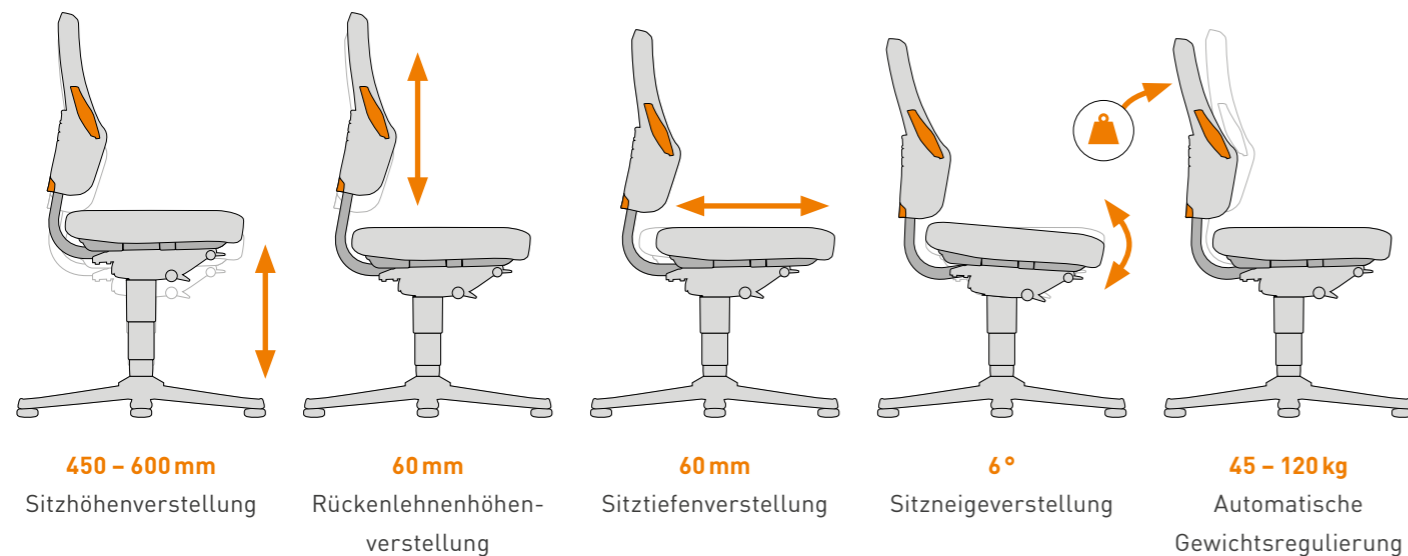 450 – 600 mm
Sitzhöhenverstellung
60 mm
Rückenlehnenhöhen-
verstellung
60 mm
Sitztiefenverstellung
6°
Sitzneigeverstellung
45 – 120 kg
Automatische
Gewichtsregulierung